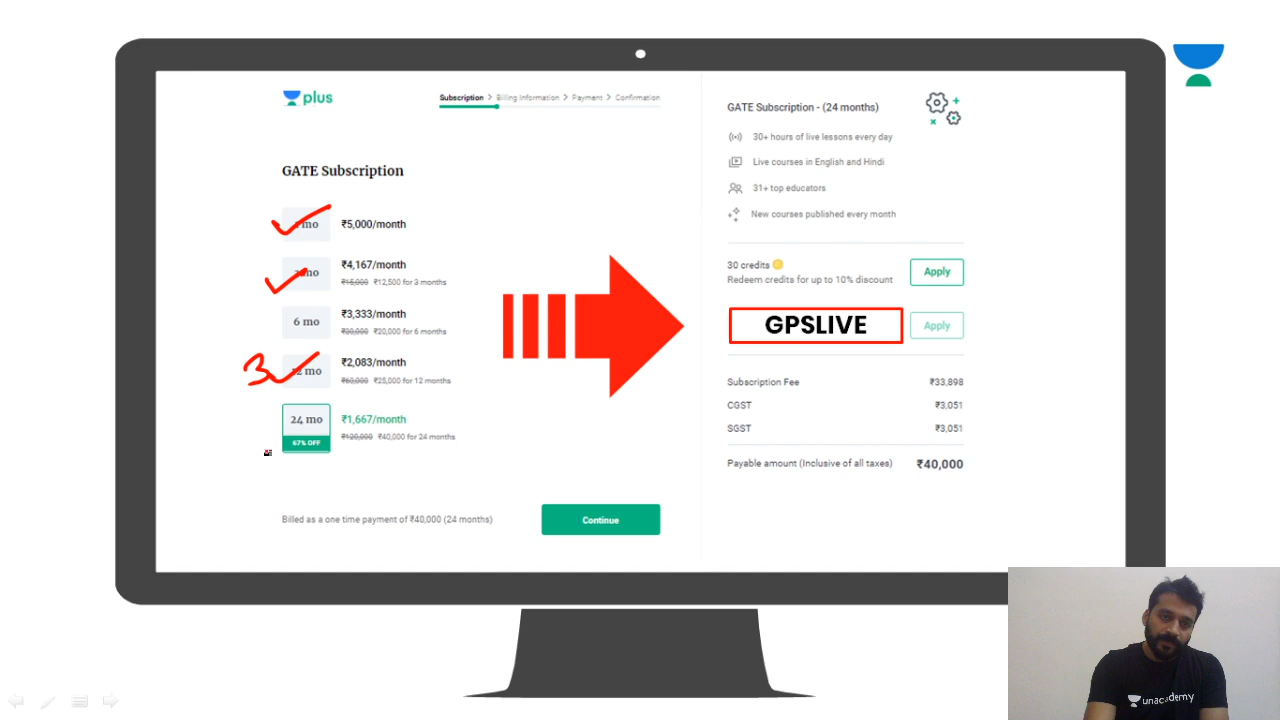 plus
Subscription > Billing Information > Payment > Confirmation
GATE Subscription
mo
₹5,000/month
mo
₹4,167/month
₹15,000 ₹12,500 for 3 months
6 mo
₹3,333/month
₹30,000 ₹20,000 for 6 months
3
12 mo
₹2,083/month
₹60,000 ₹25,000 for 12 months
24 mo
67% OFF
₹1,667/month
₹120,000 ₹40,000 for 24 months
Billed as a one time payment of ₹40,000 (24 months)
Continue
GATE Subscription - (24 months)
30+ hours of live lessons every day
Live courses in English and Hindi
31+ top educators
New courses published every month
30 credits
Redeem credits for up to 10% discount
Apply
GPSLIVE
Apply
Subscription Fee ₹33,898
CGST ₹3,051
SGST ₹3,051
Payable amount (Inclusive of all taxes) ₹40,000
unacademy